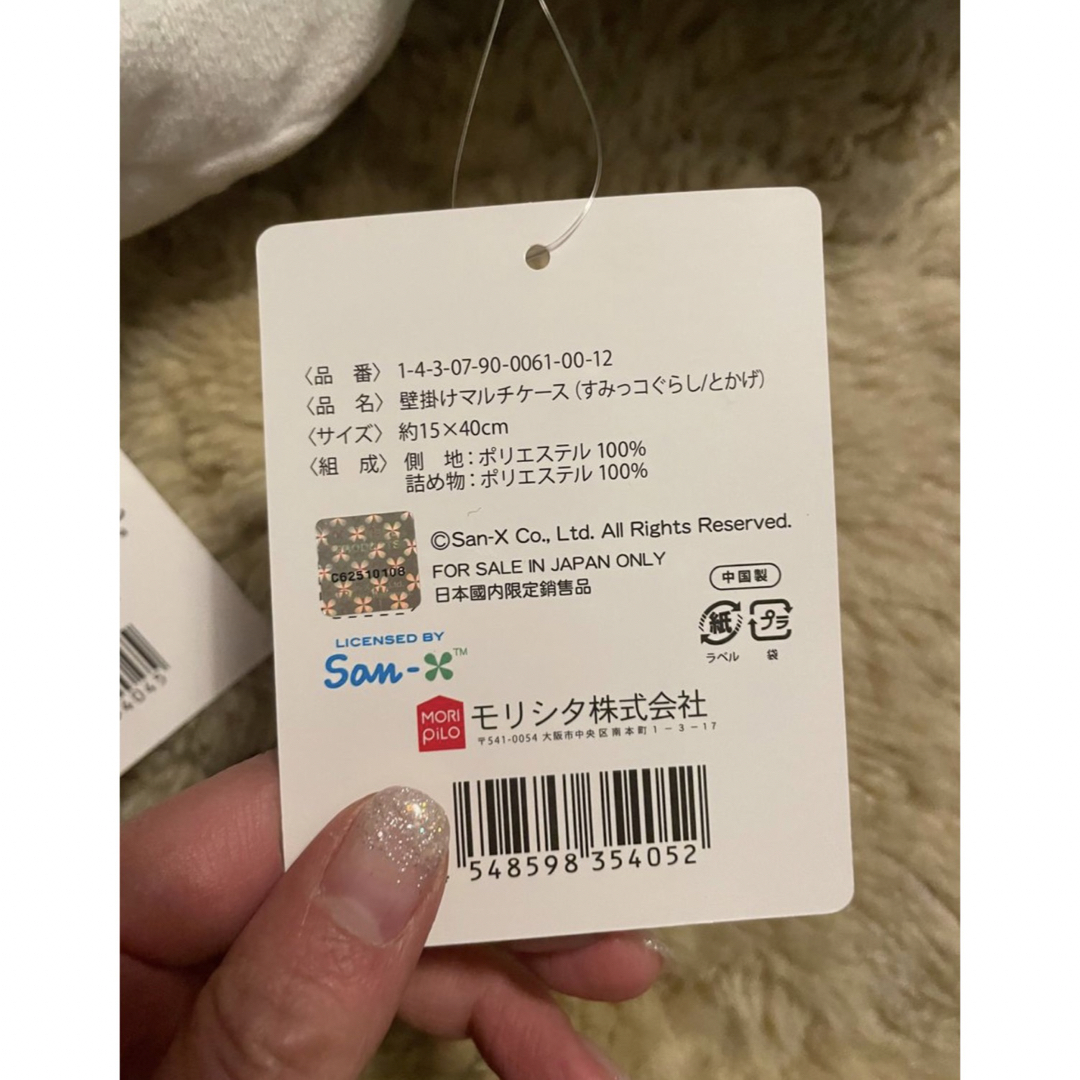 〈品　番〉 1-4-3-07-90-0061-00-12
〈品　名〉 壁掛けマルチケース (すみっコぐらし/とかげ)
〈サイズ〉 約15×40cm
〈組　成〉 側　地：ポリエステル 100%
詰め物：ポリエステル 100%
C62510108
©San-X Co., Ltd. All Rights Reserved.
FOR SALE IN JAPAN ONLY
日本國内限定銷售品
中国製
紙 プラ
ラベル 袋
LICENSED BY
San-X™
MORI PiLO
モリシタ株式会社
〒541-0054 大阪市中央区南本町1－3－17
548598 354052